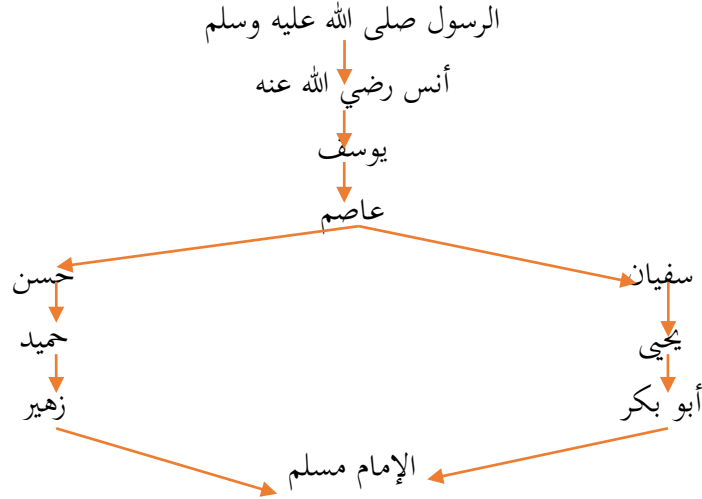 الرسول صلى الله عليه وسلم
أنس رضي الله عنه
يوسف
عاصم
سفيان
حسن
يحيى
حميد
أبو بكر
زهير
الإمام مسلم